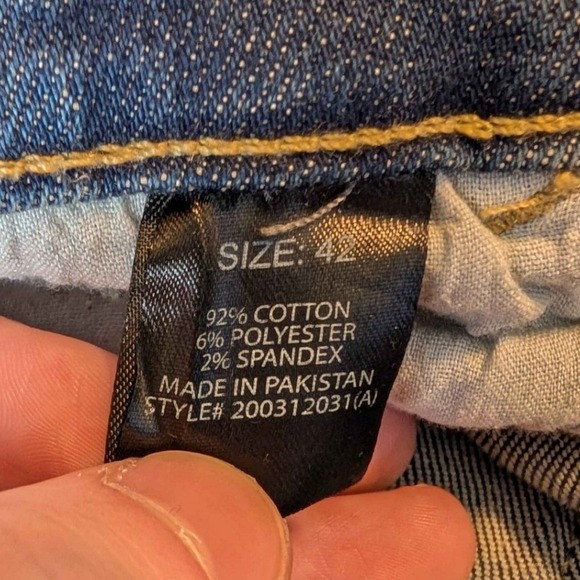 SIZE: 42
92% COTTON
6% POLYESTER
2% SPANDEX
MADE IN PAKISTAN
STYLE# 200312031(A)